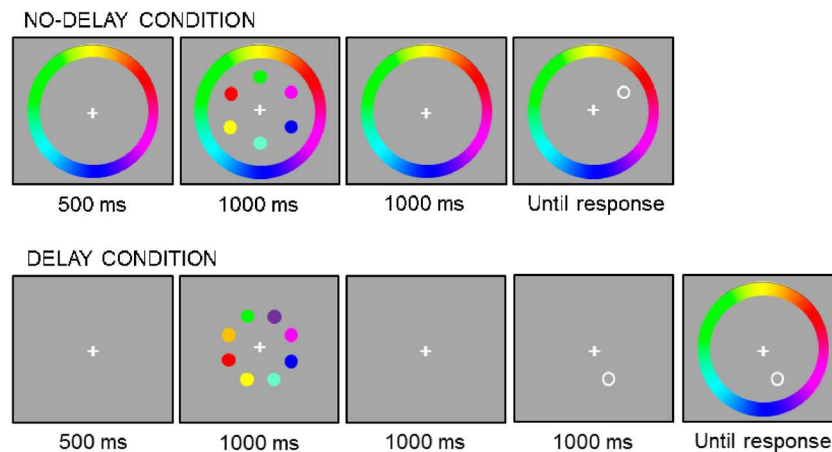 NO-DELAY CONDITION
500 ms 1000 ms 1000 ms Until response
DELAY CONDITION
500 ms 1000 ms 1000 ms 1000 ms Until response